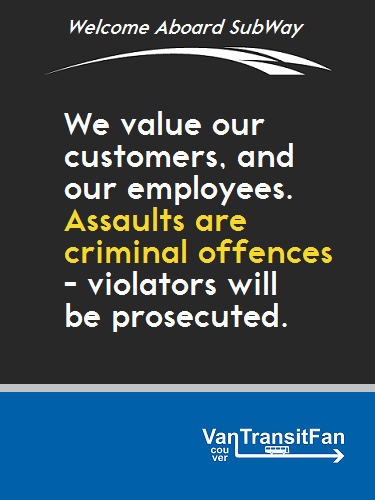 Welcome Aboard SubWay
We value our
customers, and
our employees.
Assaults are
criminal offences
- violators will
be prosecuted.
VanTransitFan
cou
ver